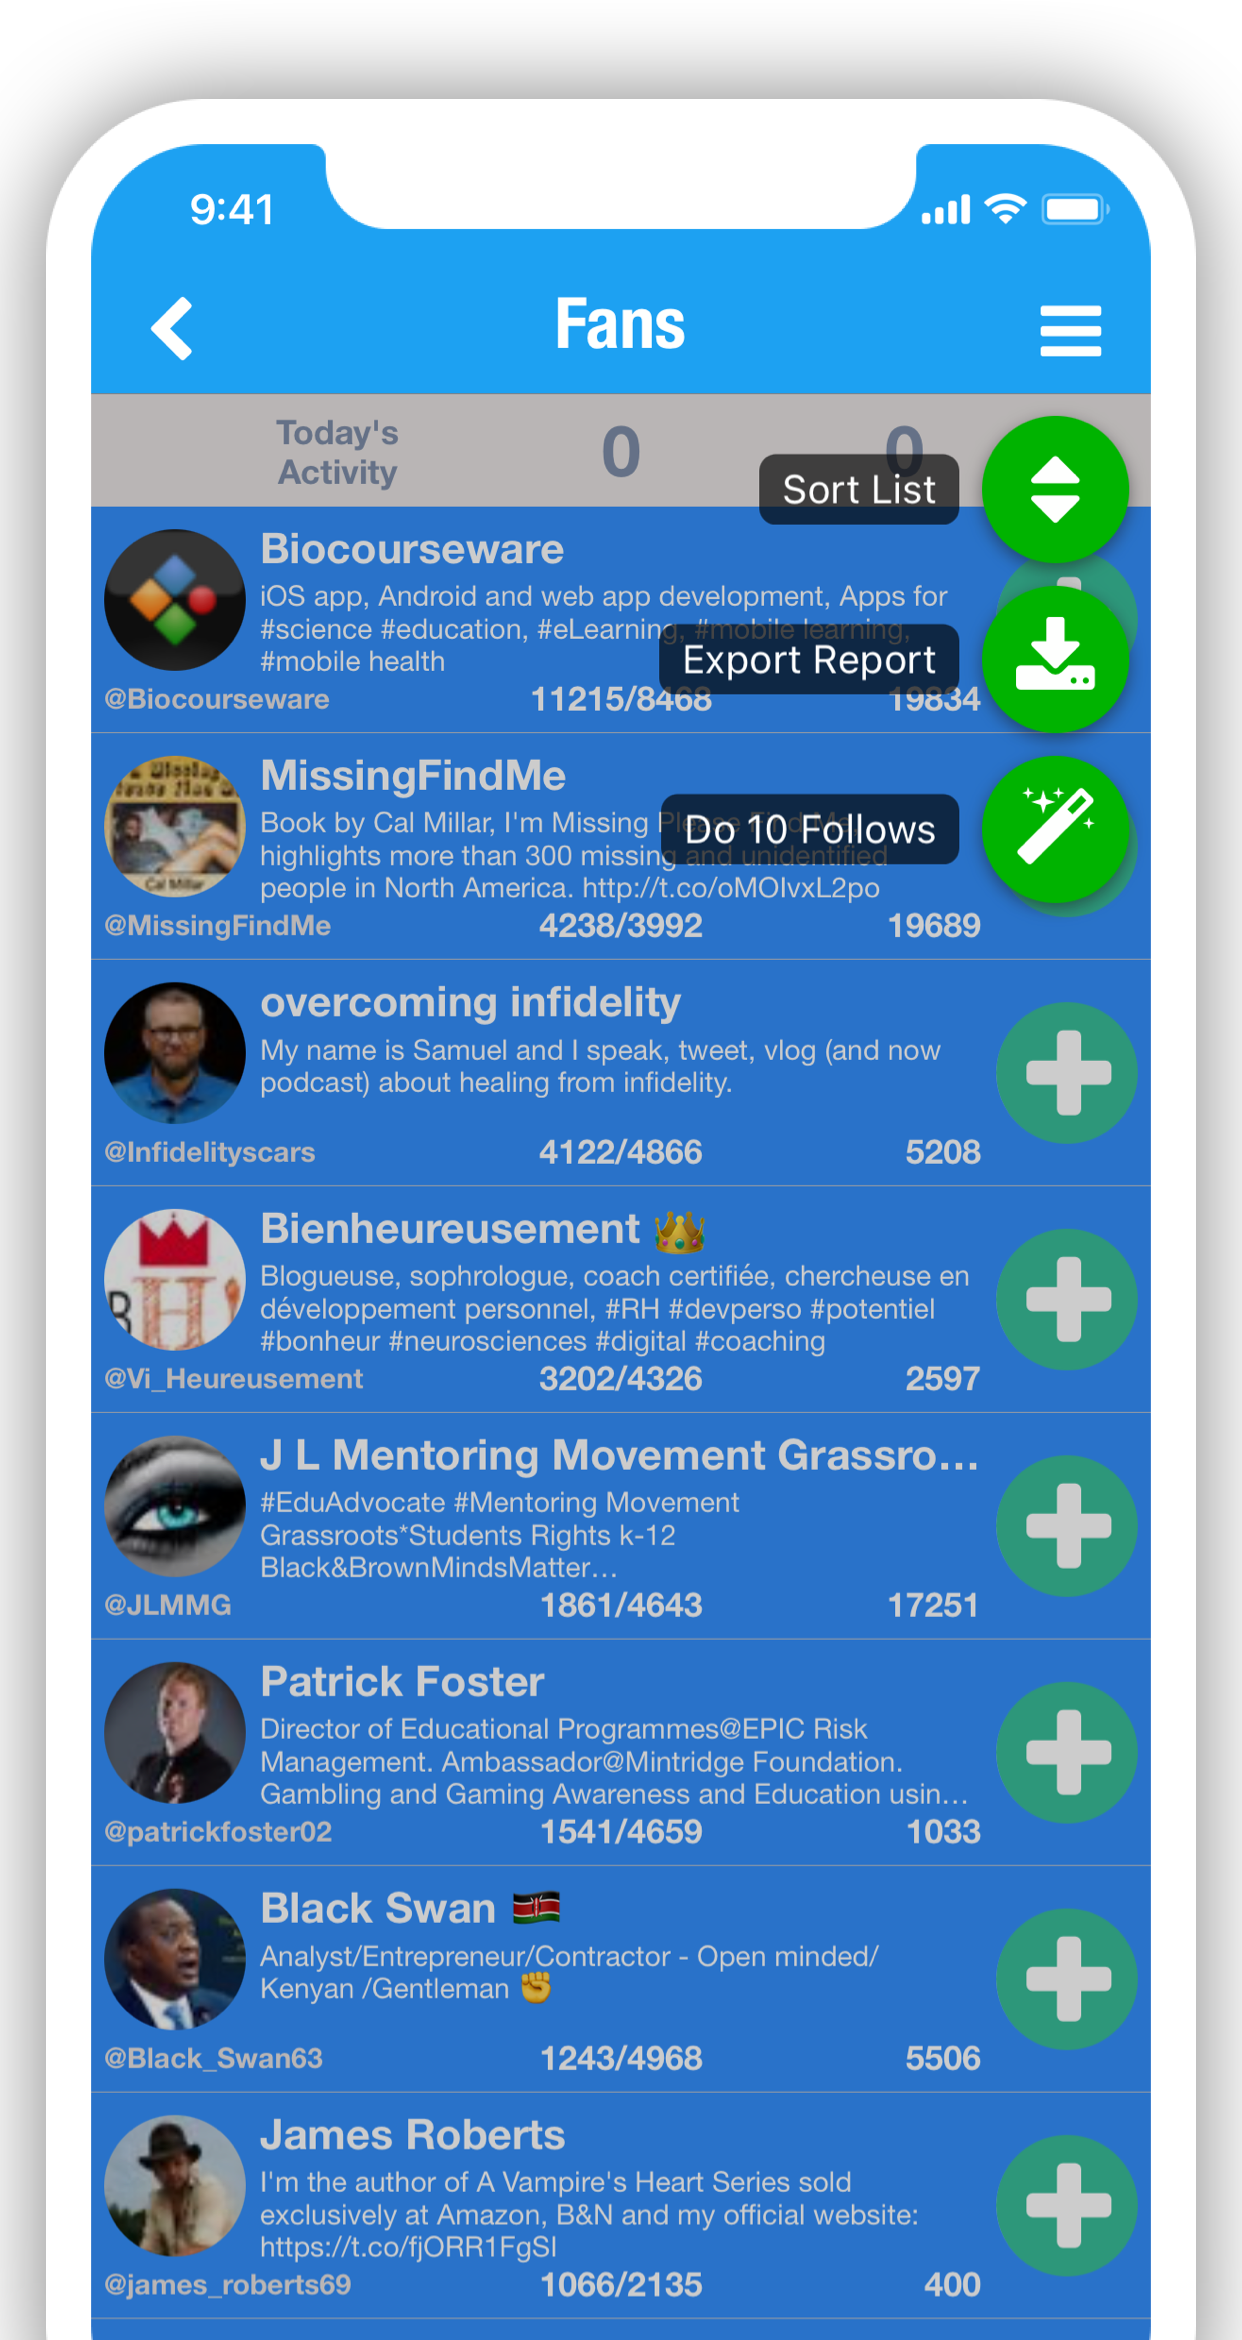 9:41
Fans
Today's
Activity
0
0
Sort List
Biocourseware
iOS app, Android and web app development, Apps for
#science #education, #eLearning, #mobile learning,
#mobile health
Export Report
@Biocourseware
11215/8468
19834
MissingFindMe
Book by Cal Millar, I'm Missing Please Find Me,
highlights more than 300 missing and unidentified
people in North America. http://t.co/oMOIvxL2po
Do 10 Follows
Cal Millar
@MissingFindMe
4238/3992
19689
overcoming infidelity
My name is Samuel and I speak, tweet, vlog (and now
podcast) about healing from infidelity.
@Infidelityscars
4122/4866
5208
Bienheureusement 👑
Blogueuse, sophrologue, coach certifiée, chercheuse en
développement personnel, #RH #devperso #potentiel
#bonheur #neurosciences #digital #coaching
@Vi_Heureusement
3202/4326
2597
J L Mentoring Movement Grassro...
#EduAdvocate #Mentoring Movement
Grassroots*Students Rights k-12
Black&BrownMindsMatter...
@JLMMG
1861/4643
17251
Patrick Foster
Director of Educational Programmes@EPIC Risk
Management. Ambassador@Mintridge Foundation.
Gambling and Gaming Awareness and Education usin...
@patrickfoster02
1541/4659
1033
Black Swan 🇰🇪
Analyst/Entrepreneur/Contractor - Open minded/
Kenyan /Gentleman ✊
@Black_Swan63
1243/4968
5506
James Roberts
I'm the author of A Vampire's Heart Series sold
exclusively at Amazon, B&N and my official website:
https://t.co/fjORR1FgSI
@james_roberts69
1066/2135
400